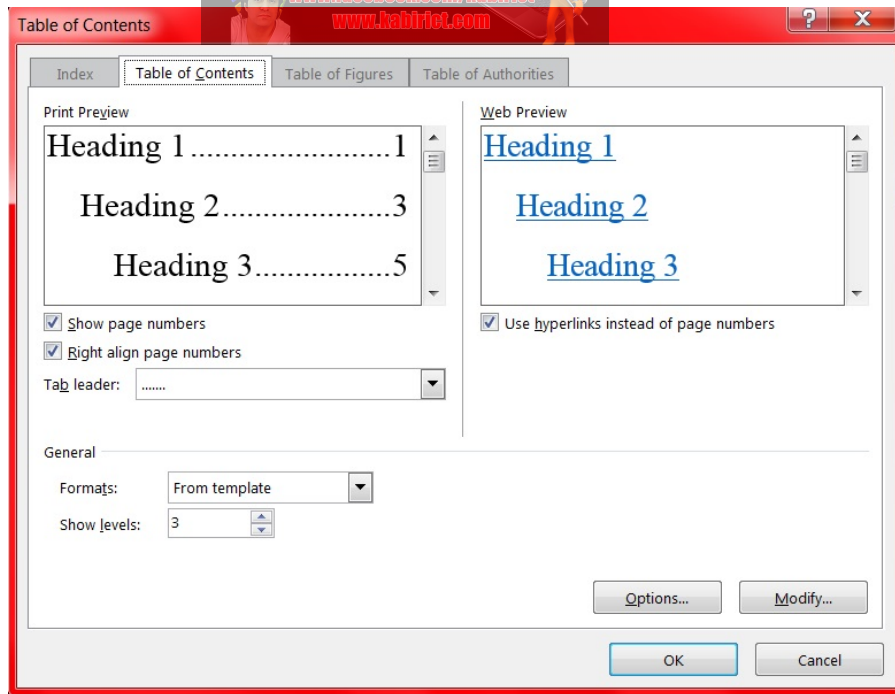 Table of Contents
www.kabirict.com
Index
Table of Contents
Table of Figures
Table of Authorities
Print Preview
Heading 1..........................1
Heading 2......................3
Heading 3..................5
Show page numbers
Right align page numbers
Tab leader: .......
Web Preview
Heading 1
Heading 2
Heading 3
Use hyperlinks instead of page numbers
General
Formats: From template
Show levels: 3
Options...
Modify...
OK
Cancel